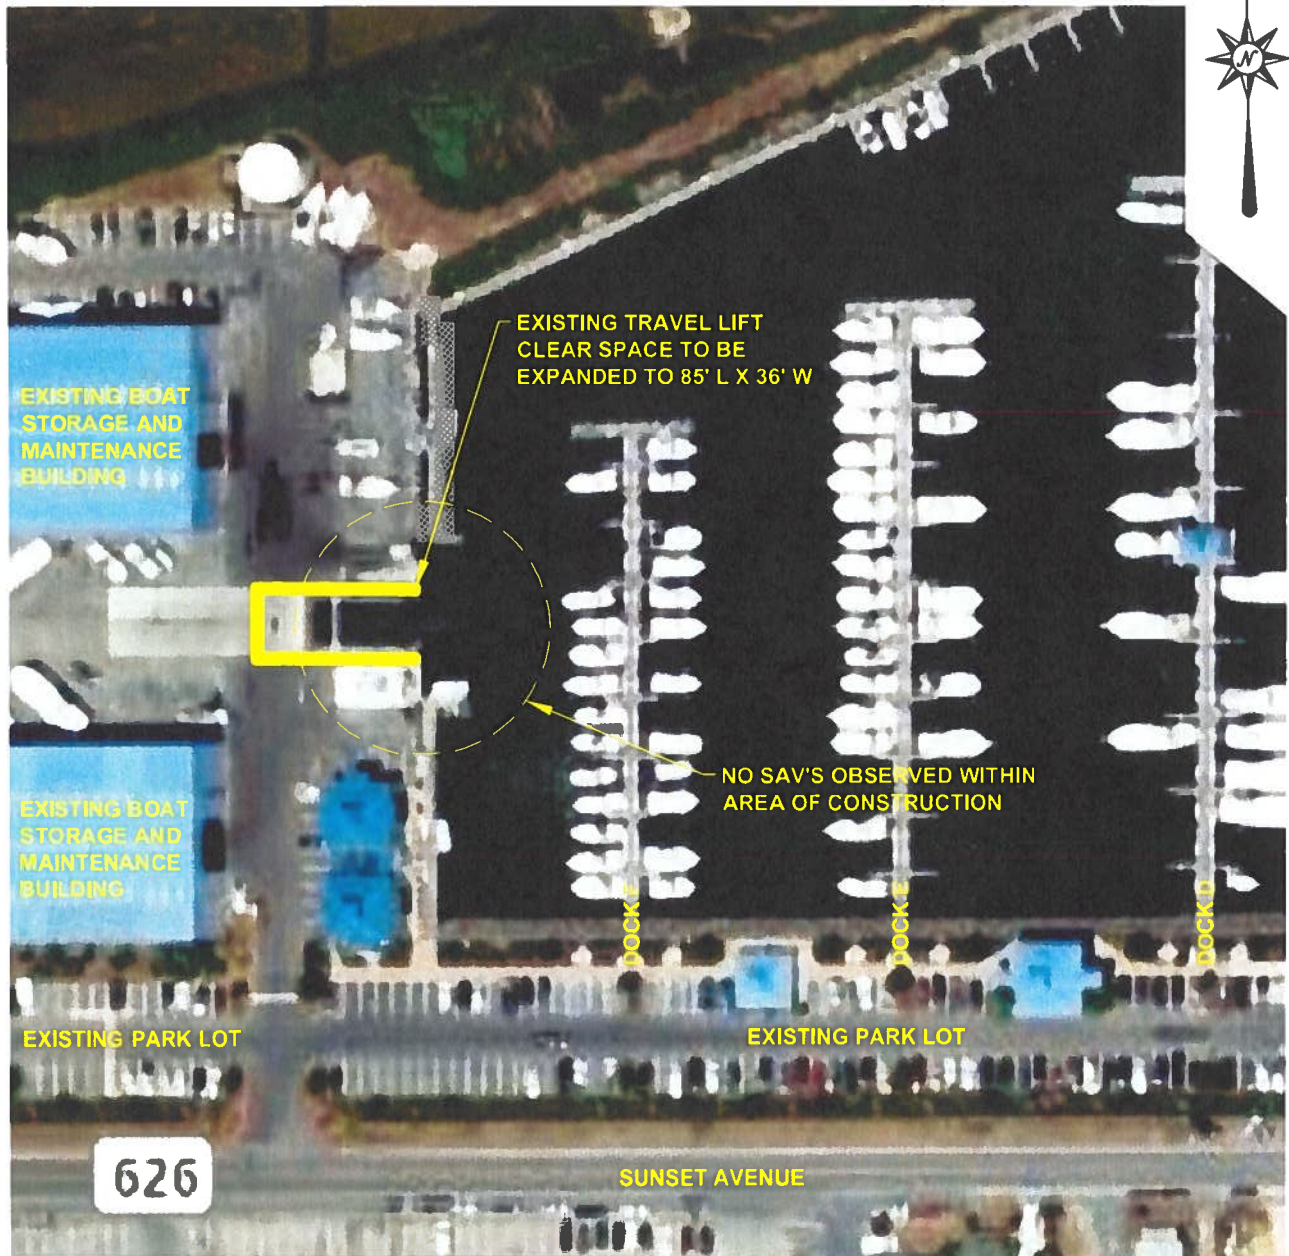 N
EXISTING TRAVEL LIFT
CLEAR SPACE TO BE
EXPANDED TO 85' L X 36' W
EXISTING BOAT
STORAGE AND
MAINTENANCE
BUILDING
NO SAV'S OBSERVED WITHIN
AREA OF CONSTRUCTION
EXISTING BOAT
STORAGE AND
MAINTENANCE
BUILDING
DOCK F
DOCK E
DOCK D
EXISTING PARK LOT
EXISTING PARK LOT
626
SUNSET AVENUE